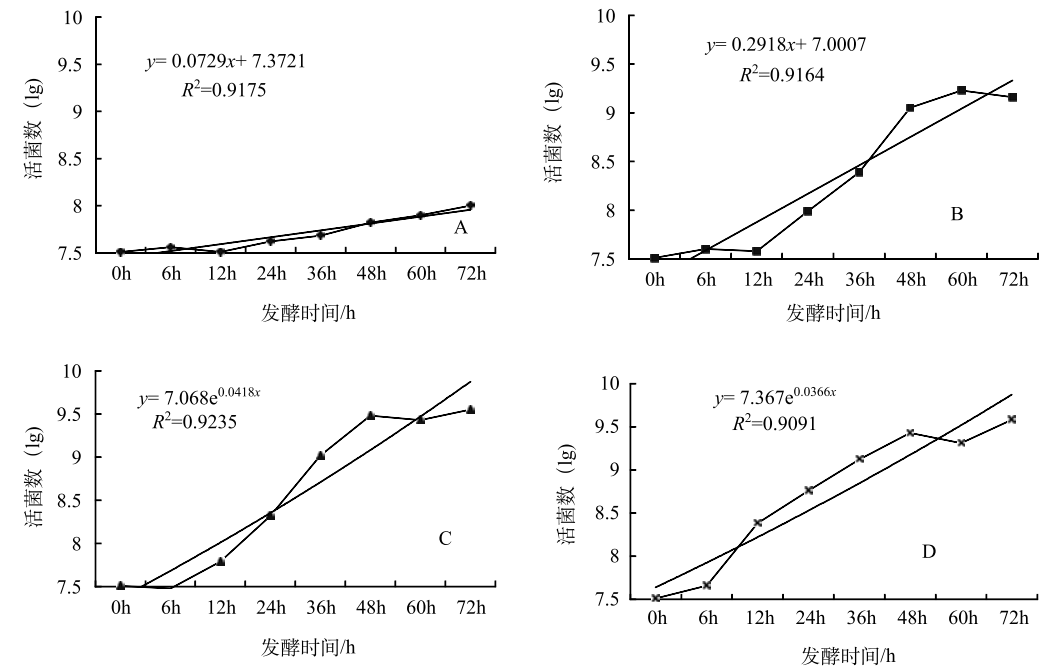 10
9.5
9
8.5
8
7.5
活菌数（lg）
y= 0.0729x+ 7.3721
R²=0.9175
A
0h 6h 12h 24h 36h 48h 60h 72h
发酵时间/h
10
9.5
9
8.5
8
7.5
活菌数（lg）
y= 0.2918x+ 7.0007
R²=0.9164
B
0h 6h 12h 24h 36h 48h 60h 72h
发酵时间/h
10
9.5
9
8.5
8
7.5
活菌数（lg）
y= 7.068e^0.0418x
R²=0.9235
C
0h 6h 12h 24h 36h 48h 60h 72h
发酵时间/h
10
9.5
9
8.5
8
7.5
活菌数（lg）
y= 7.367e^0.0366x
R²=0.9091
D
0h 6h 12h 24h 36h 48h 60h 72h
发酵时间/h